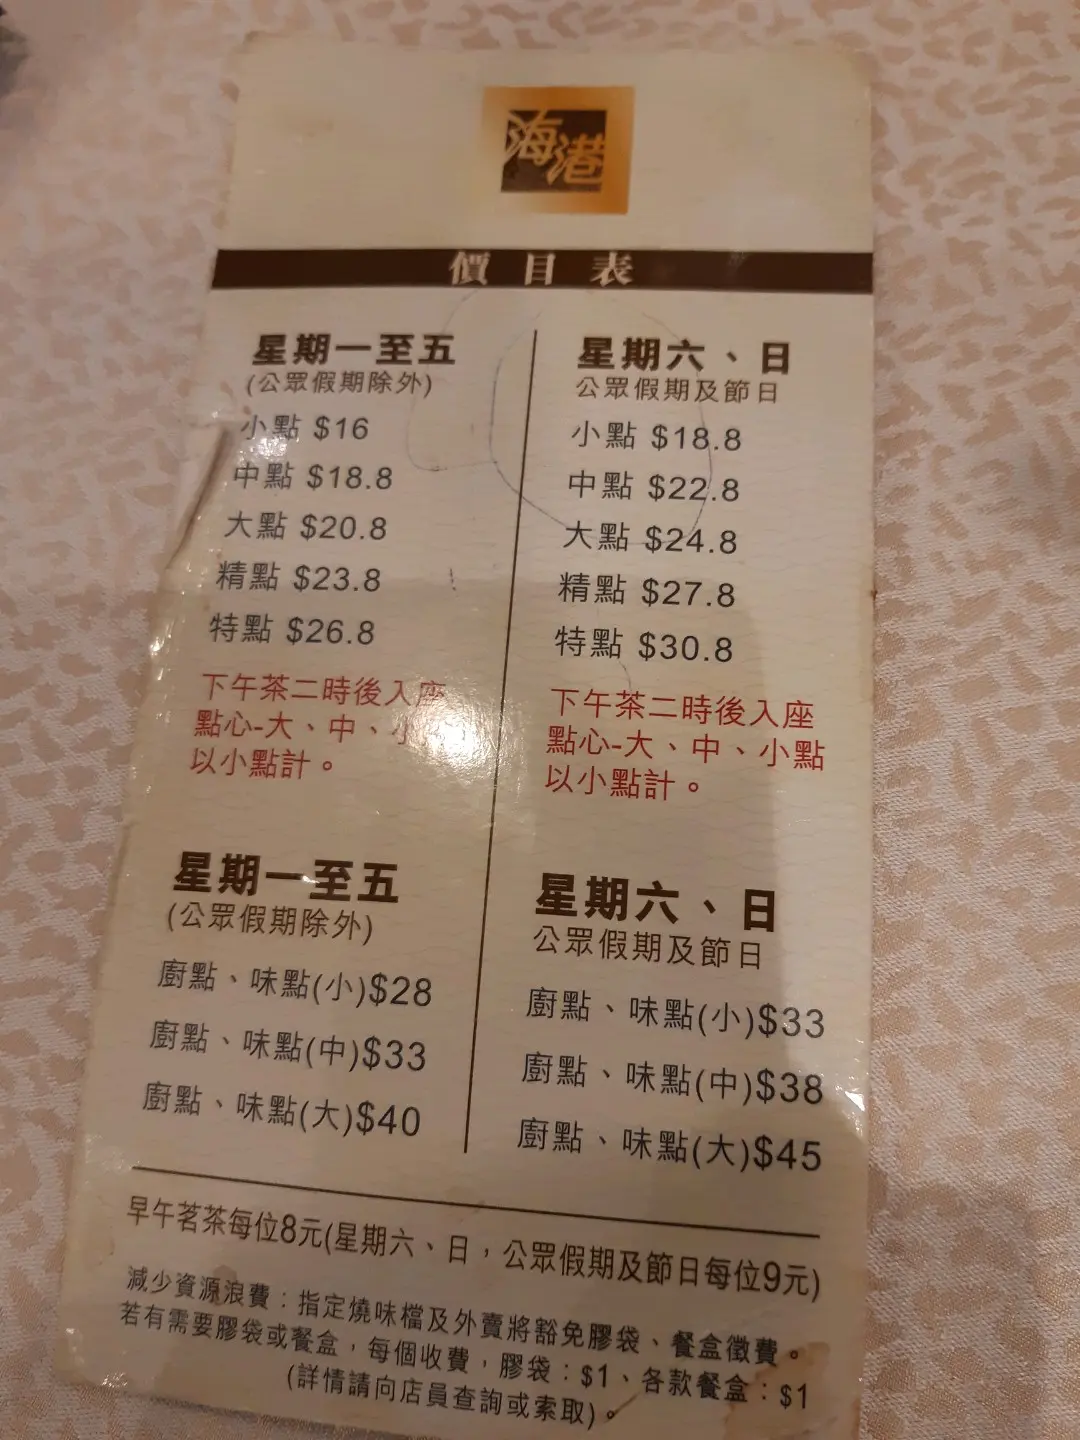 海港
價目表
星期一至五
(公眾假期除外)
小點 $16
中點 $18.8
大點 $20.8
精點 $23.8
特點 $26.8
下午茶二時後入座
點心-大、中、小
以小點計。
星期六、日
公眾假期及節日
小點 $18.8
中點 $22.8
大點 $24.8
精點 $27.8
特點 $30.8
下午茶二時後入座
點心-大、中、小點
以小點計。
星期一至五
(公眾假期除外)
廚點、味點(小)$28
廚點、味點(中)$33
廚點、味點(大)$40
星期六、日
公眾假期及節日
廚點、味點(小)$33
廚點、味點(中)$38
廚點、味點(大)$45
早午茗茶每位8元(星期六、日，公眾假期及節日每位9元)
減少資源浪費：指定燒味檔及外賣將豁免膠袋、餐盒徵費。
若有需要膠袋或餐盒，每個收費，膠袋：$1、各款餐盒：$1
(詳情請向店員查詢或索取)。